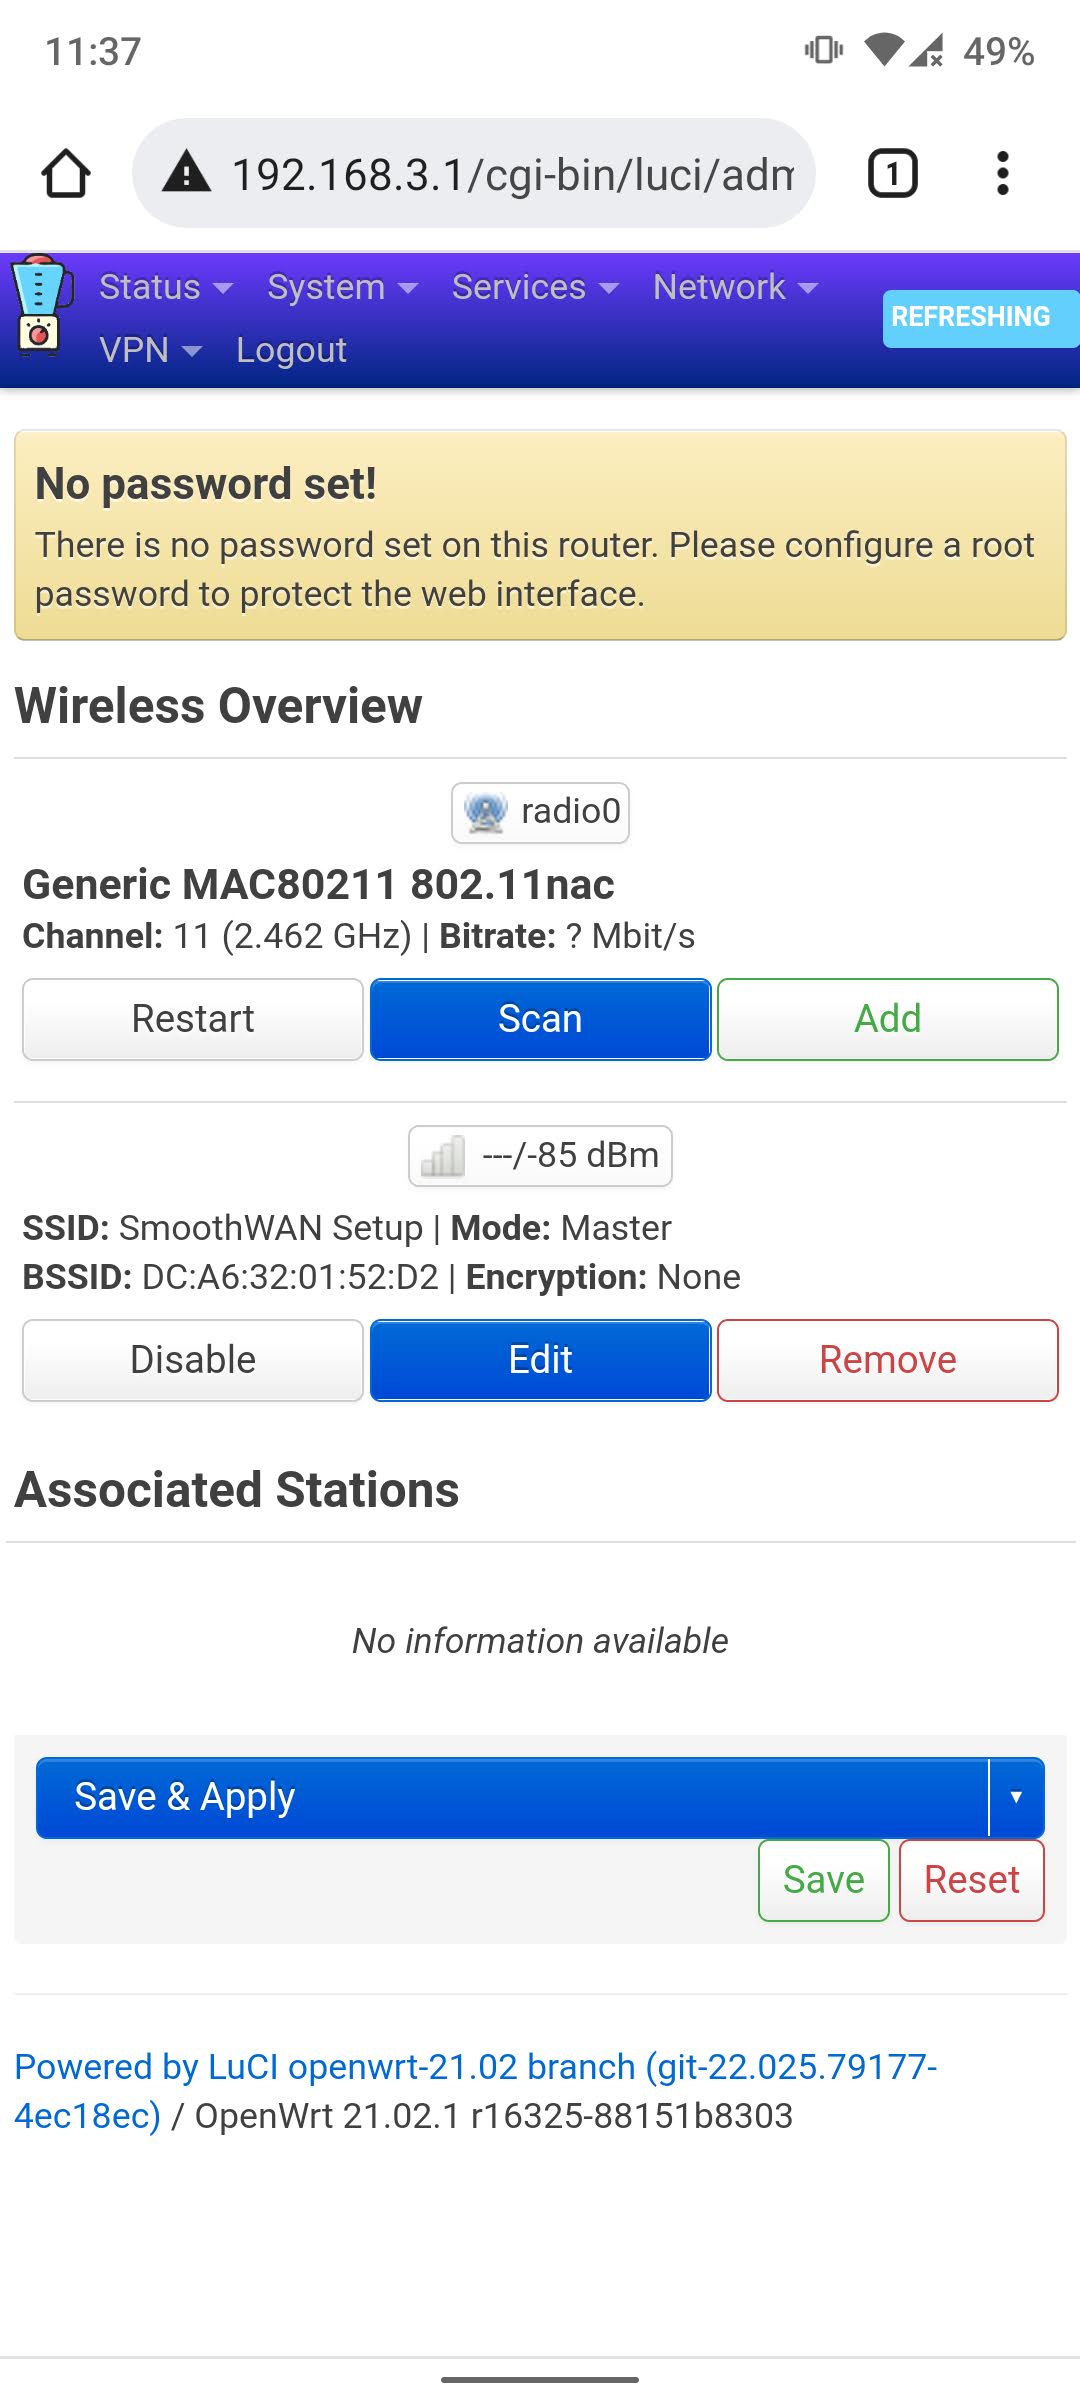 11:37
49%
192.168.3.1/cgi-bin/luci/adm
1
Status System Services Network
REFRESHING
VPN Logout
No password set!
There is no password set on this router. Please configure a root
password to protect the web interface.
Wireless Overview
radio0
Generic MAC80211 802.11nac
Channel: 11 (2.462 GHz) | Bitrate: ? Mbit/s
Restart Scan Add
---/-85 dBm
SSID: SmoothWAN Setup | Mode: Master
BSSID: DC:A6:32:01:52:D2 | Encryption: None
Disable Edit Remove
Associated Stations
No information available
Save & Apply
Save Reset
Powered by LuCI openwrt-21.02 branch (git-22.025.79177-
4ec18ec) / OpenWrt 21.02.1 r16325-88151b8303